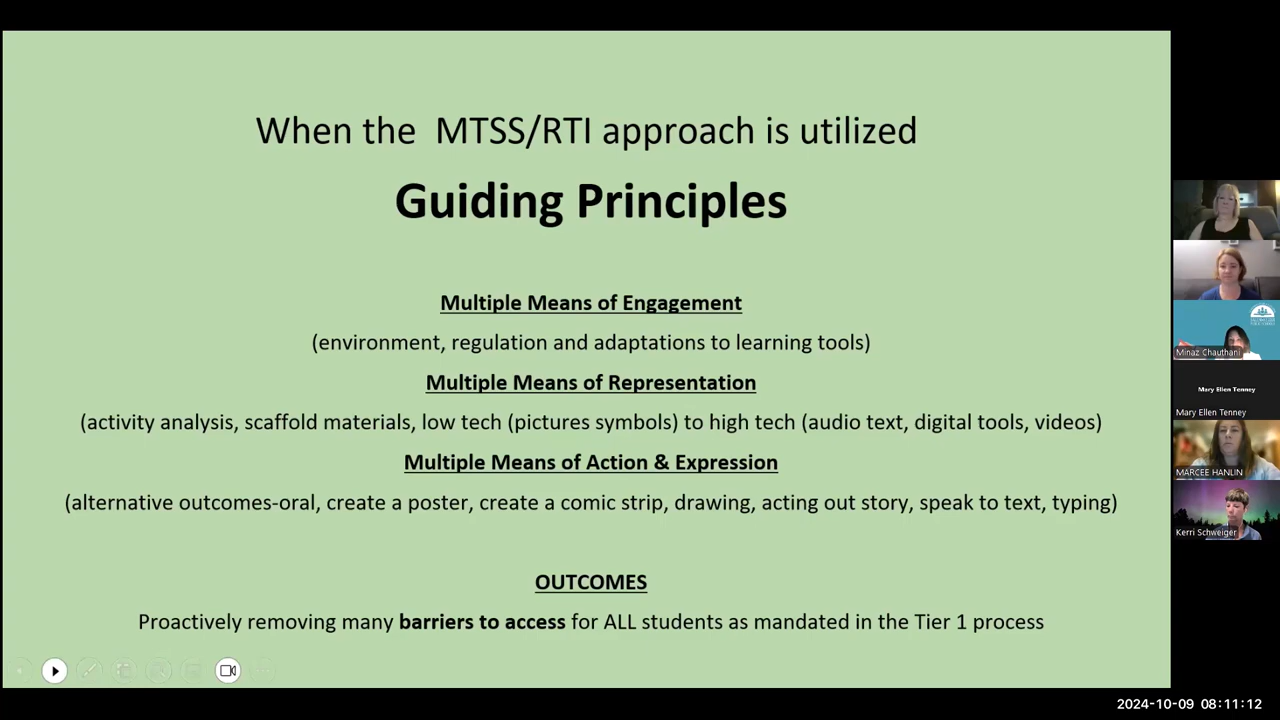 When the MTSS/RTI approach is utilized
Guiding Principles
Multiple Means of Engagement
(environment, regulation and adaptations to learning tools)
Multiple Means of Representation
(activity analysis, scaffold materials, low tech (pictures symbols) to high tech (audio text, digital tools, videos)
Multiple Means of Action & Expression
(alternative outcomes-oral, create a poster, create a comic strip, drawing, acting out story, speak to text, typing)
OUTCOMES
Proactively removing many barriers to access for ALL students as mandated in the Tier 1 process
Minaz Chauthani
Mary Ellen Tenney
Mary Ellen Tenney
MARCEE HANLIN
Kerri Schweiger
2024-10-09 08:11:12